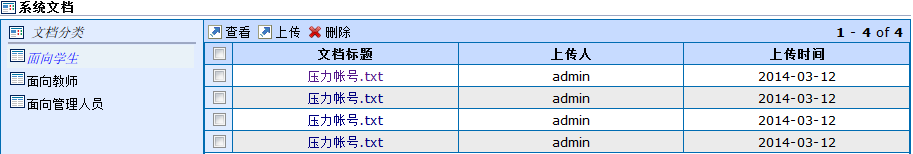 系统文档
文档分类
面向学生
面向教师
面向管理人员
查看 上传 删除 1 - 4 of 4
文档标题 上传人 上传时间
压力帐号.txt admin 2014-03-12
压力帐号.txt admin 2014-03-12
压力帐号.txt admin 2014-03-12
压力帐号.txt admin 2014-03-12